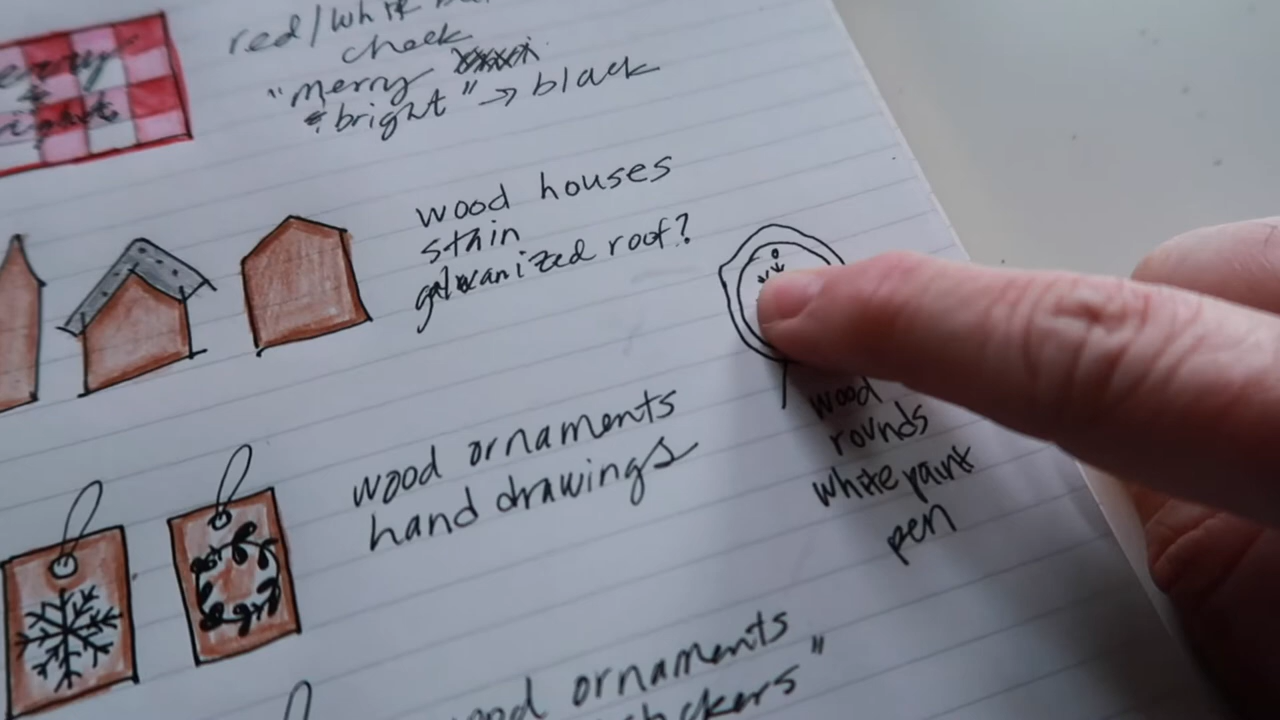 red/white
check
"merry
& bright" → black
wood houses
stain
galvanized roof?
wood
rounds
white paint
pen
wood ornaments
hand drawings
ornaments